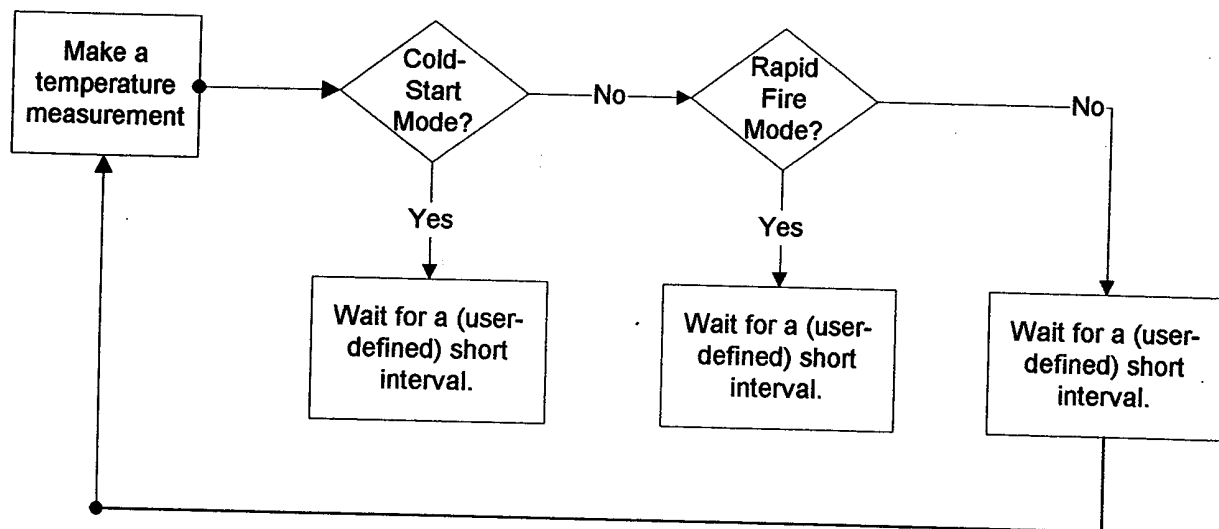 Make a
temperature
measurement
Cold-
Start
Mode?
No
Rapid
Fire
Mode?
No
Yes
Yes
Wait for a (user-
defined) short
interval.
Wait for a (user-
defined) short
interval.
Wait for a (user-
defined) short
interval.